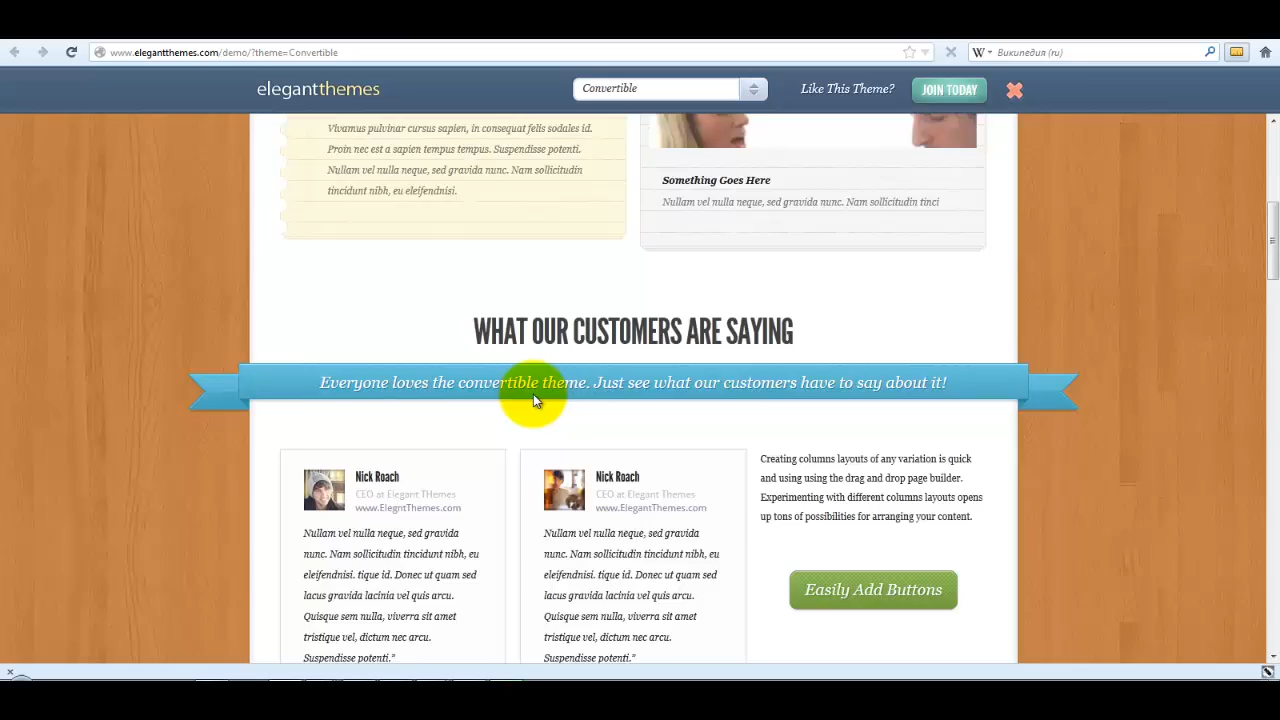 www.elegantthemes.com/demo/?theme=Convertible
W
Википедия (ru)
elegantthemes
Convertible
Like This Theme?
JOIN TODAY
Vivamus pulvinar cursus sapien, in consequat felis sodales id.
Proin nec est a sapien tempus tempus. Suspendisse potenti.
Nullam vel nulla neque, sed gravida nunc. Nam sollicitudin
tincidunt nibh, eu eleifendnisi.
Something Goes Here
Nullam vel nulla neque, sed gravida nunc. Nam sollicitudin tinci
WHAT OUR CUSTOMERS ARE SAYING
Everyone loves the convertible theme. Just see what our customers have to say about it!
Nick Roach
CEO at Elegant THemes
www.ElegntThemes.com
Nullam vel nulla neque, sed gravida
nunc. Nam sollicitudin tincidunt nibh, eu
eleifendnisi. tique id. Donec ut quam sed
lacus gravida lacinia vel quis arcu.
Quisque sem nulla, viverra sit amet
tristique vel, dictum nec arcu.
Suspendisse potenti."
Nick Roach
CEO at Elegant Themes
www.ElegantThemes.com
Nullam vel nulla neque, sed gravida
nunc. Nam sollicitudin tincidunt nibh, eu
eleifendnisi. tique id. Donec ut quam sed
lacus gravida lacinia vel quis arcu.
Quisque sem nulla, viverra sit amet
tristique vel, dictum nec arcu.
Suspendisse potenti."
Creating columns layouts of any variation is quick
and using using the drag and drop page builder.
Experimenting with different columns layouts opens
up tons of possibilities for arranging your content.
Easily Add Buttons